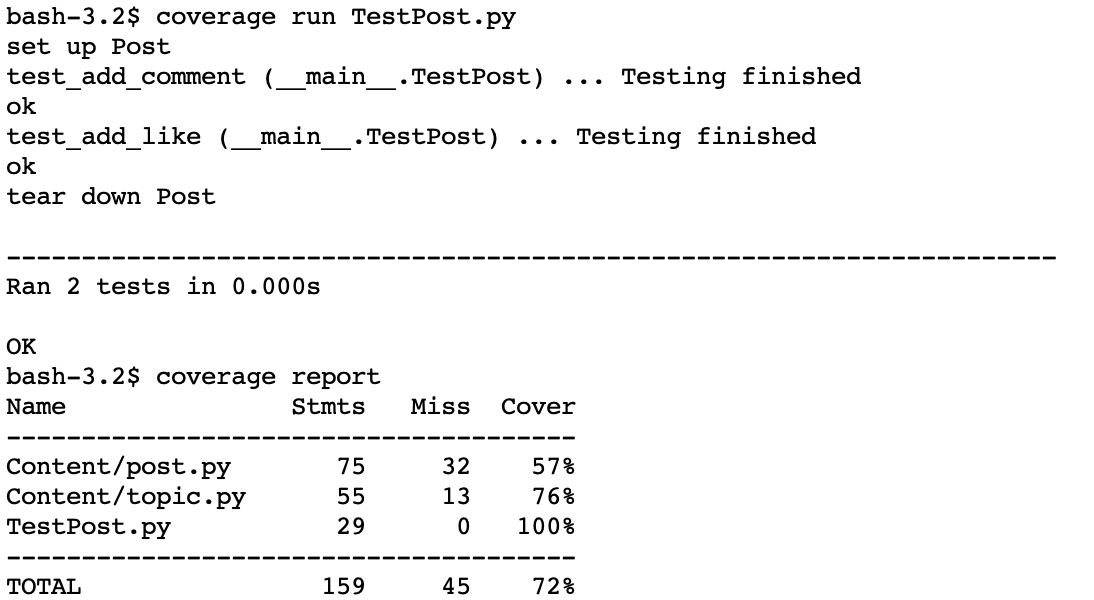 bash-3.2$ coverage run TestPost.py
set up Post
test_add_comment (__main__.TestPost) ... Testing finished
ok
test_add_like (__main__.TestPost) ... Testing finished
ok
tear down Post
----------------------------------------------------------------------
Ran 2 tests in 0.000s
OK
bash-3.2$ coverage report
Name               Stmts   Miss  Cover
--------------------------------------
Content/post.py       75     32    57%
Content/topic.py      55     13    76%
TestPost.py           29      0   100%
--------------------------------------
TOTAL                159     45    72%